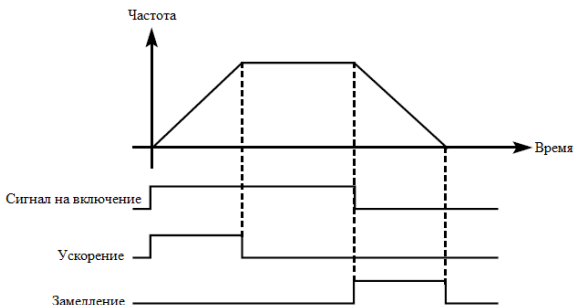 Частота
Время
Сигнал на включение
Ускорение
Замедление